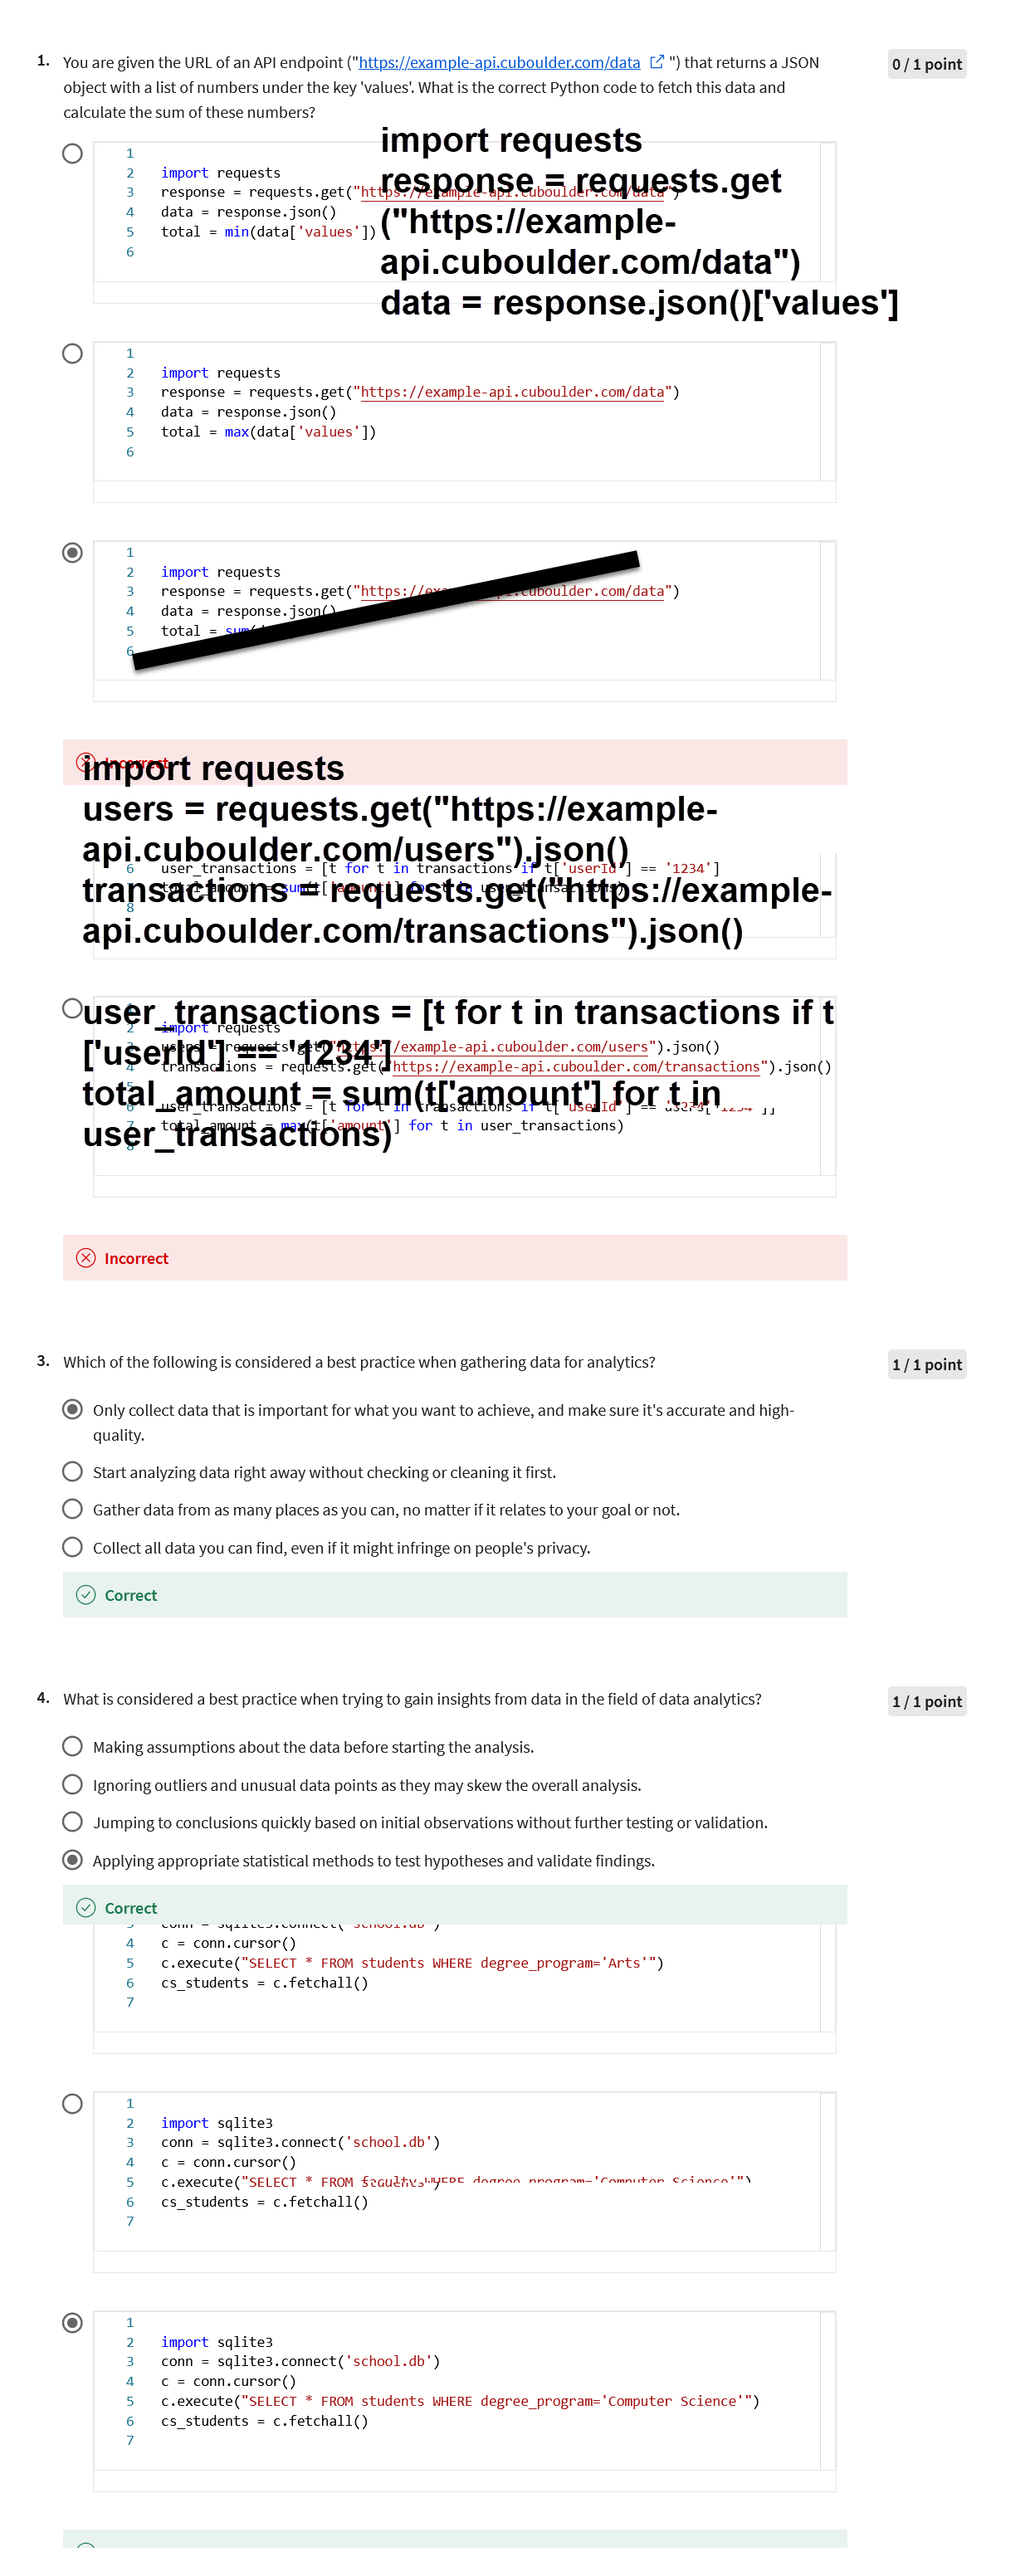 1. You are given the URL of an API endpoint ("https://example-api.cuboulder.com/data ") that returns a JSON
object with a list of numbers under the key 'values'. What is the correct Python code to fetch this data and
calculate the sum of these numbers?
0 / 1 point
import requests
response = requests.get
("https://example-
api.cuboulder.com/data")
data = response.json()['values']
1
2 import requests
3 response = requests.get("https://example-api.cuboulder.com/data")
4 data = response.json()
5 total = min(data['values'])
6
1
2 import requests
3 response = requests.get("https://example-api.cuboulder.com/data")
4 data = response.json()
5 total = max(data['values'])
6
1
2 import requests
3 response = requests.get("https://example-api.cuboulder.com/data")
4 data = response.json()
5 total = sum(
6
Incorrect
import requests
users = requests.get("https://example-
api.cuboulder.com/users").json()
transactions = requests.get("https://example-
api.cuboulder.com/transactions").json()
6 user_transactions = [t for t in transactions if t['userId'] == '1234']
total_amount = sum(t['amount'] for t in user_transactions)
8
user_transactions = [t for t in transactions if t
['userId'] == '1234']
total_amount = sum(t['amount'] for t in
user_transactions)
2 import requests
users = requests.get("https://example-api.cuboulder.com/users").json()
4 transactions = requests.get("https://example-api.cuboulder.com/transactions").json()
5
6 user_transactions = [t for t in transactions if t['userId'] ==
7 total_amount = max(t['amount'] for t in user_transactions)
8
Incorrect
3. Which of the following is considered a best practice when gathering data for analytics?
1 / 1 point
Only collect data that is important for what you want to achieve, and make sure it's accurate and high-
quality.
Start analyzing data right away without checking or cleaning it first.
Gather data from as many places as you can, no matter if it relates to your goal or not.
Collect all data you can find, even if it might infringe on people's privacy.
Correct
4. What is considered a best practice when trying to gain insights from data in the field of data analytics?
1 / 1 point
Making assumptions about the data before starting the analysis.
Ignoring outliers and unusual data points as they may skew the overall analysis.
Jumping to conclusions quickly based on initial observations without further testing or validation.
Applying appropriate statistical methods to test hypotheses and validate findings.
Correct
3 conn = sqlite3.connect('school.db')
4 c = conn.cursor()
5 c.execute("SELECT * FROM students WHERE degree_program='Arts'")
6 cs_students = c.fetchall()
7
1
2 import sqlite3
3 conn = sqlite3.connect('school.db')
4 c = conn.cursor()
5 c.execute("SELECT * FROM faculty WHERE degree_program='Computer Science'")
6 cs_students = c.fetchall()
7
1
2 import sqlite3
3 conn = sqlite3.connect('school.db')
4 c = conn.cursor()
5 c.execute("SELECT * FROM students WHERE degree_program='Computer Science'")
6 cs_students = c.fetchall()
7